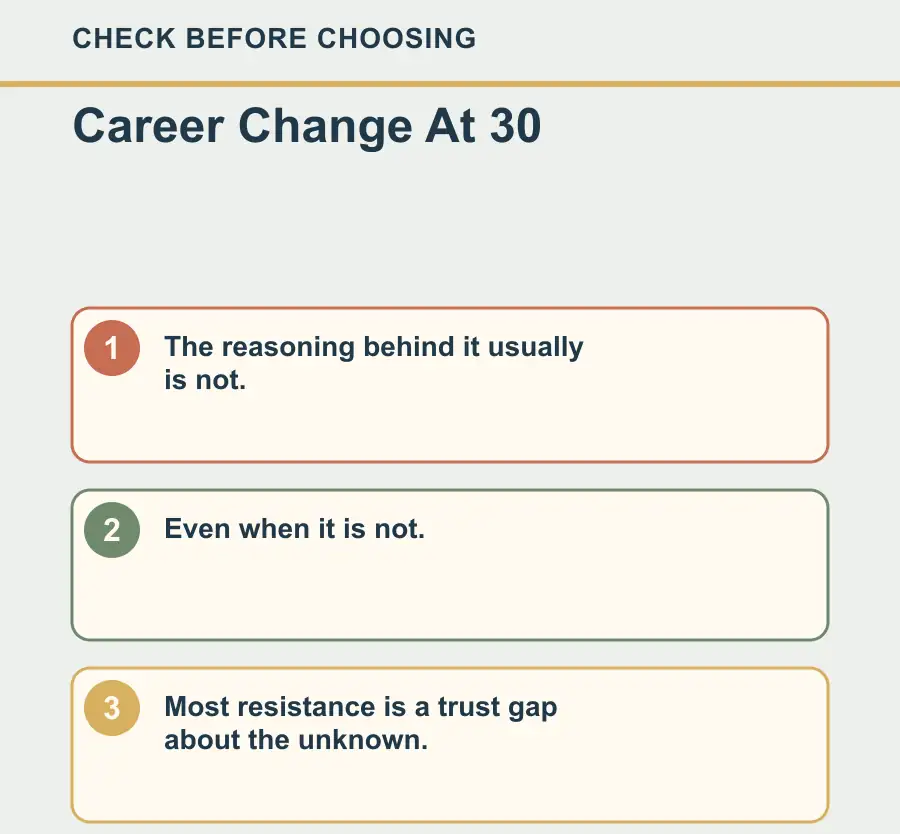 CHECK BEFORE CHOOSING
Career Change At 30
1
The reasoning behind it usually
is not.
2
Even when it is not.
3
Most resistance is a trust gap
about the unknown.